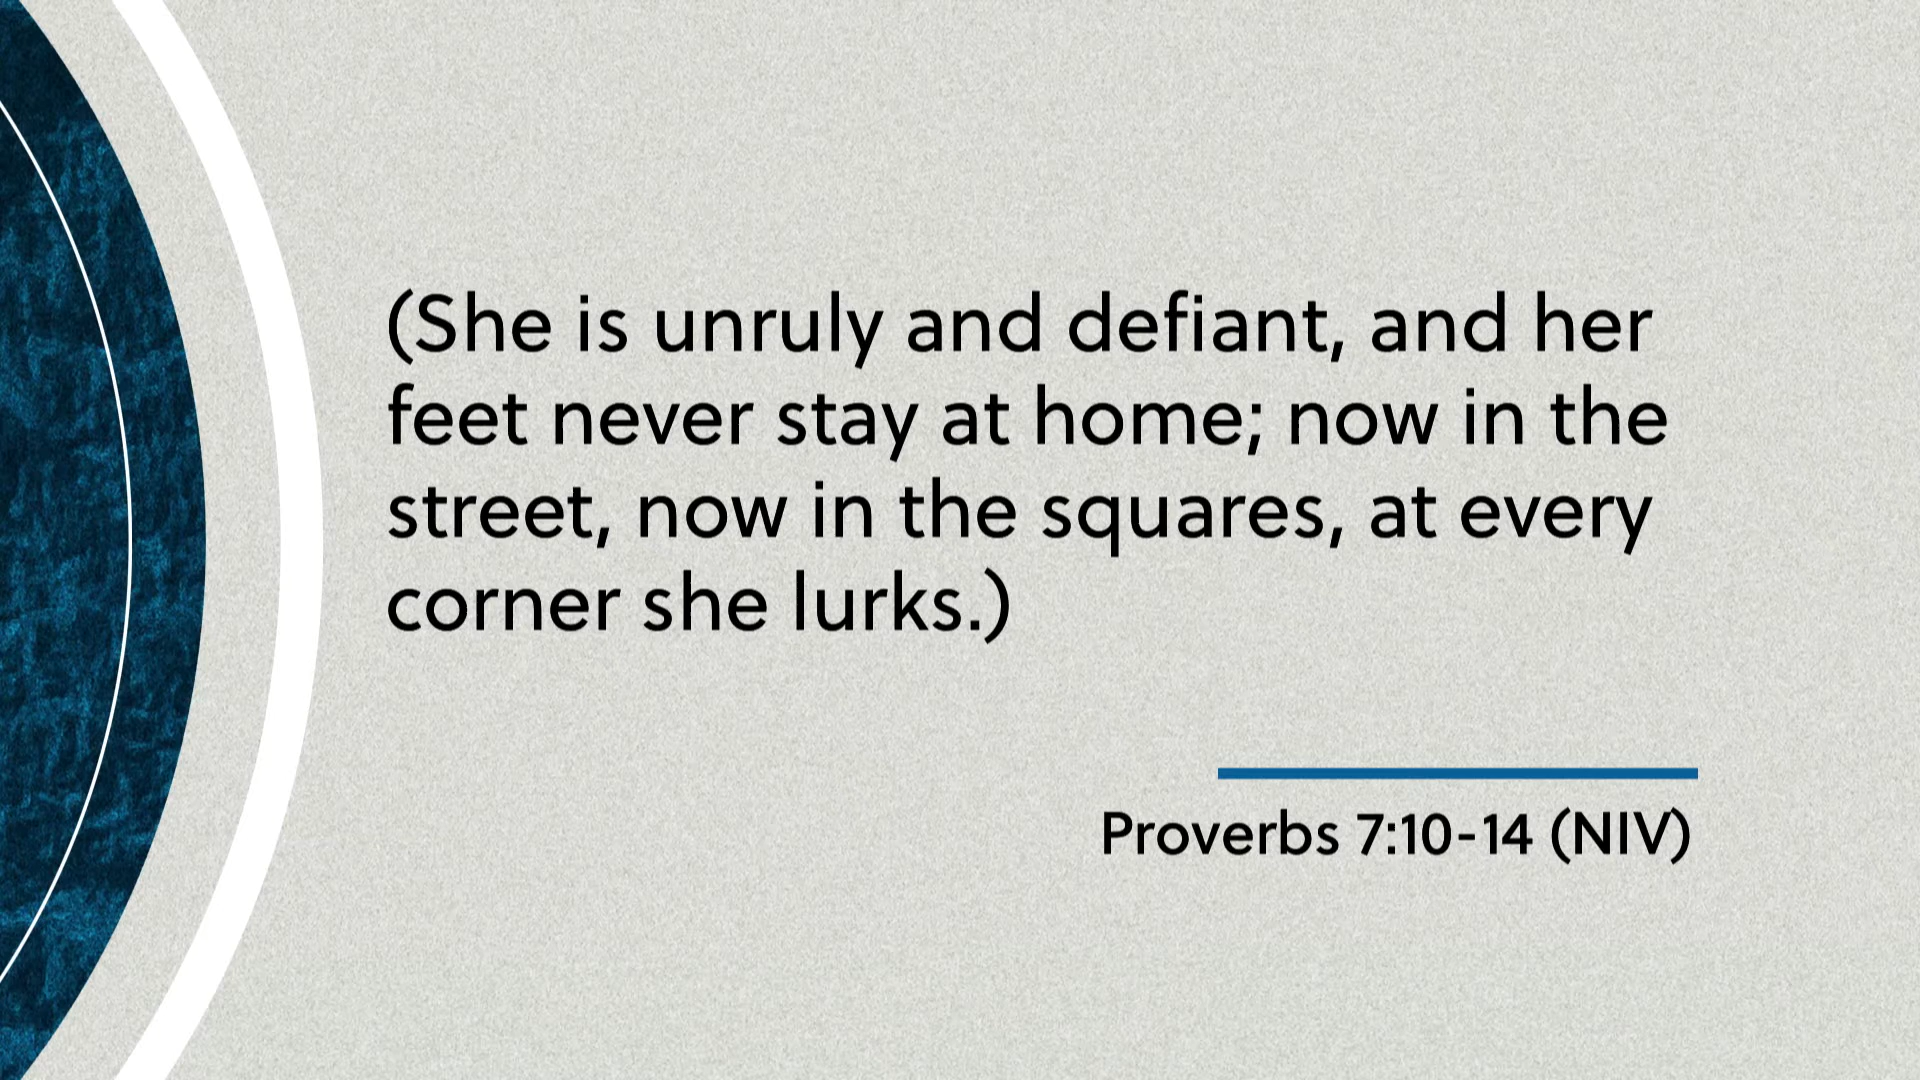 (She is unruly and defiant, and her
feet never stay at home; now in the
street, now in the squares, at every
corner she lurks.)
Proverbs 7:10-14 (NIV)